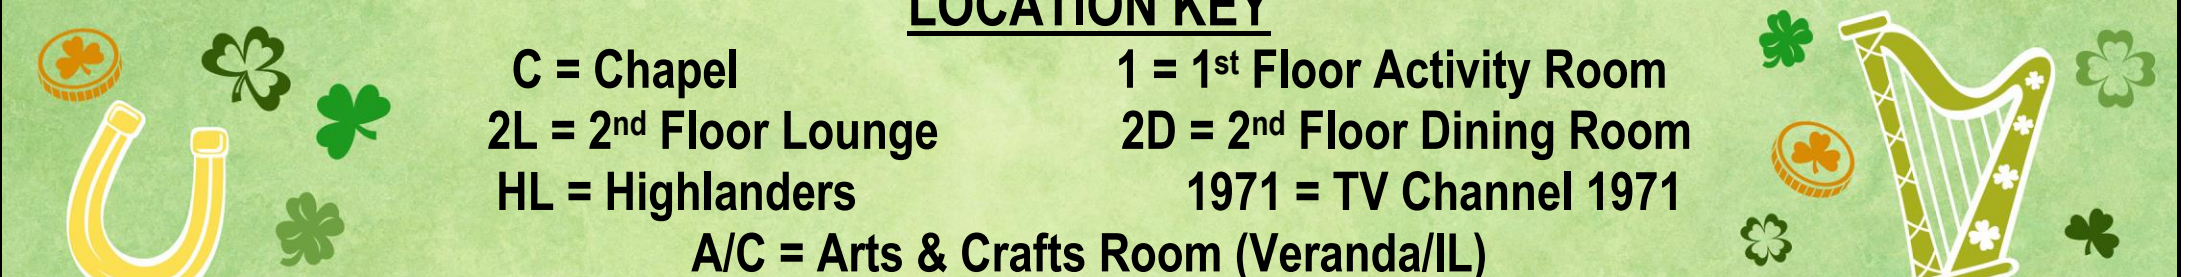 LOCATION KEY
C = Chapel 1 = 1st Floor Activity Room
2L = 2nd Floor Lounge 2D = 2nd Floor Dining Room
HL = Highlanders 1971 = TV Channel 1971
A/C = Arts & Crafts Room (Veranda/IL)